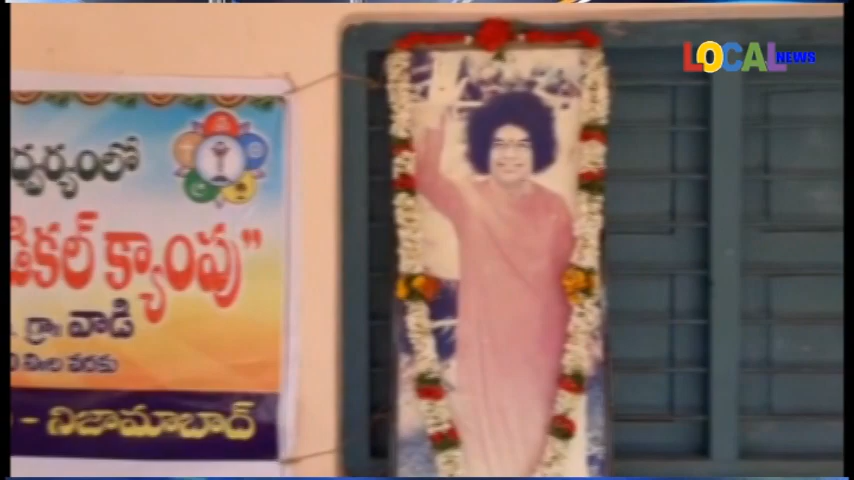 LOCAL NEWS
ధ్వర్యంలో
డికల్ క్యాంపు"
గ్రా॥ వాడి
ని॥ల వరకు
- నిజామాబాద్